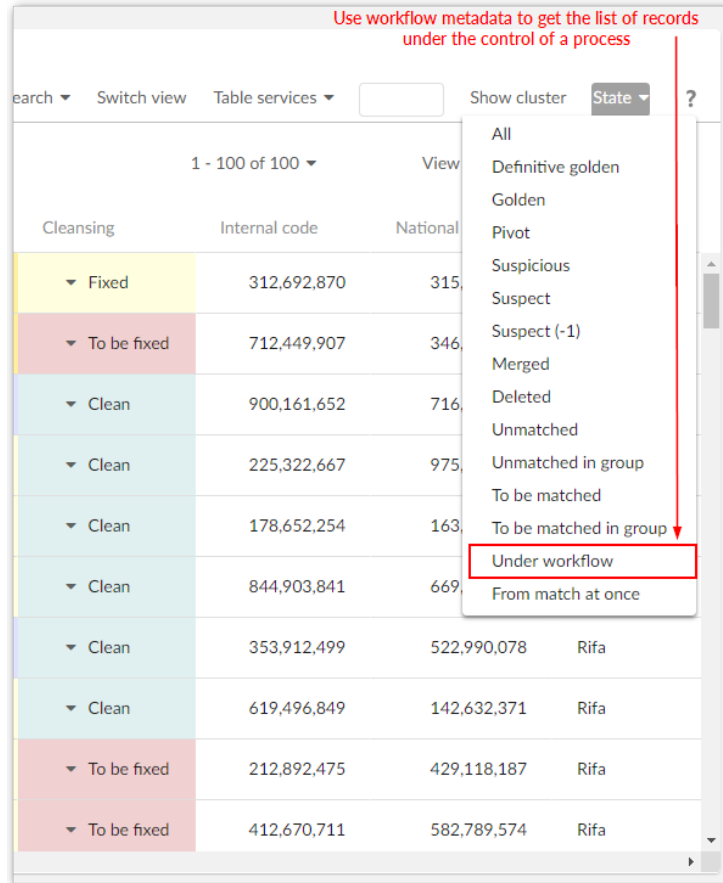 Use workflow metadata to get the list of records
under the control of a process
earch Switch view Table services Show cluster State ?
All
1 - 100 of 100 View
Definitive golden
Golden
Cleansing Internal code National
Pivot
Suspicious
Fixed 312,692,870 315,
Suspect
Suspect (-1)
To be fixed 712,449,907 346,
Merged
Deleted
Clean 900,161,652 716,
Unmatched
Unmatched in group
Clean 225,322,667 975,
To be matched
To be matched in group
Clean 178,652,254 163,
Under workflow
Clean 844,903,841 669,
From match at once
Clean 353,912,499 522,990,078 Rifa
Clean 619,496,849 142,632,371 Rifa
To be fixed 212,892,475 429,118,187 Rifa
To be fixed 412,670,711 582,789,574 Rifa